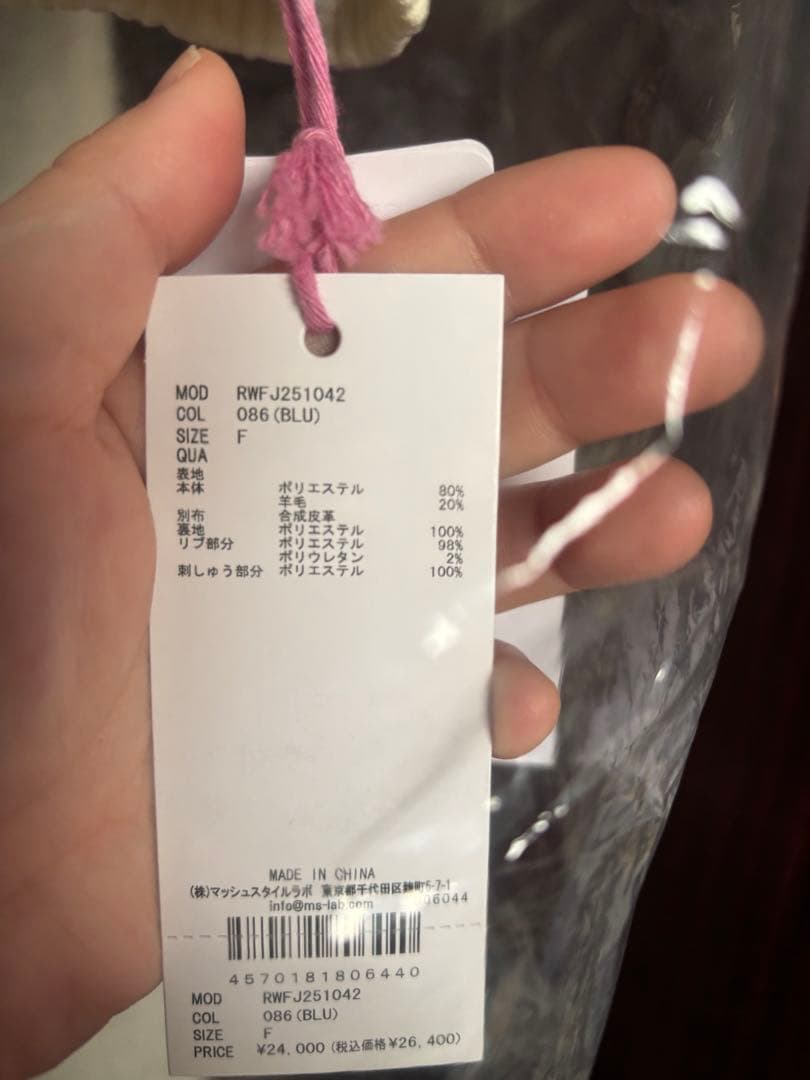 MOD RWFJ251042
COL 086(BLU)
SIZE F
QUA
表地
本体 ポリエステル 80%
羊毛 20%
別布 合成皮革
裏地 ポリエステル 100%
リブ部分 ポリエステル 98%
ポリウレタン 2%
刺しゅう部分 ポリエステル 100%
MADE IN CHINA
(株)マッシュスタイルラボ 東京都千代田区麹町5-7-1
info@ms-lab.com 06044
4570181806440
MOD RWFJ251042
COL 086(BLU)
SIZE F
PRICE ¥24,000(税込価格¥26,400)